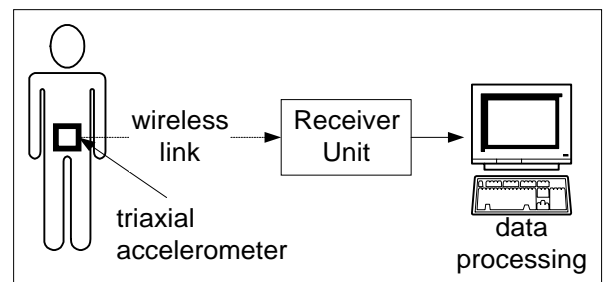 wireless
link
Receiver
Unit
triaxial
accelerometer
data
processing